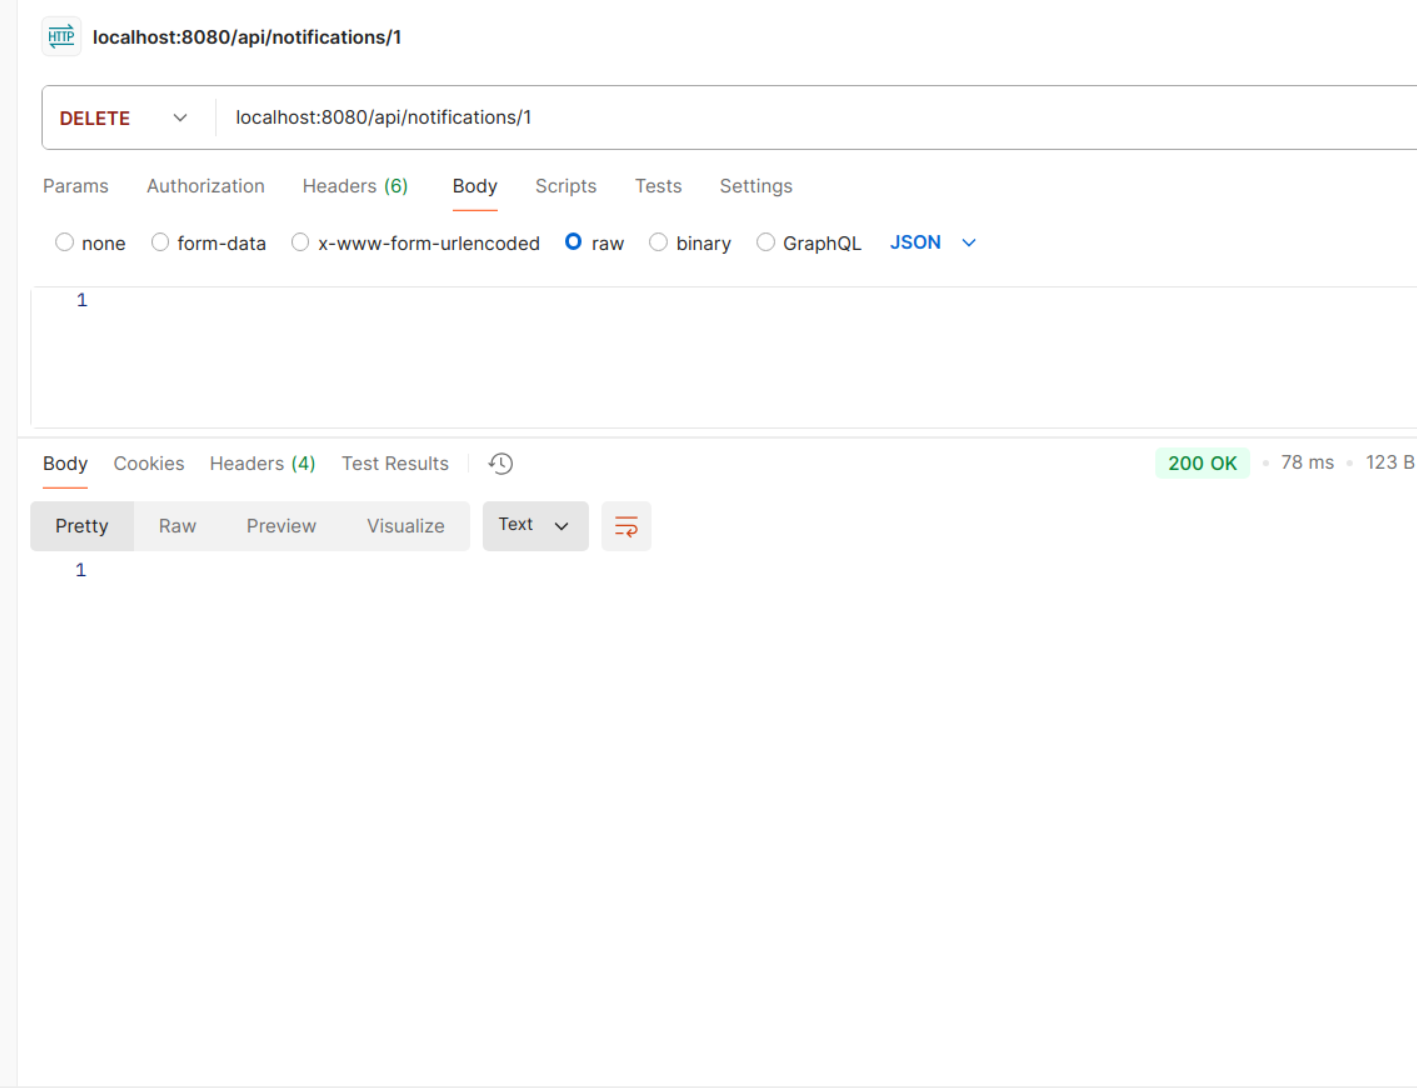 HTTP localhost:8080/api/notifications/1
DELETE localhost:8080/api/notifications/1
Params Authorization Headers (6) Body Scripts Tests Settings
none form-data x-www-form-urlencoded raw binary GraphQL JSON
1
Body Cookies Headers (4) Test Results 200 OK • 78 ms • 123 B
Pretty Raw Preview Visualize Text
1